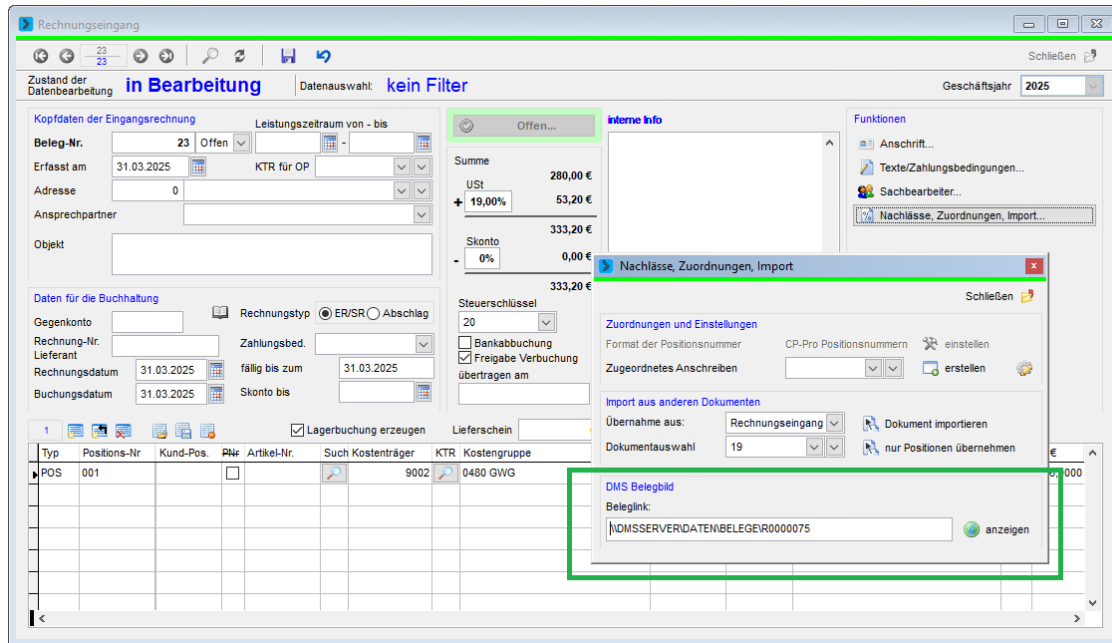 Rechnungseingang
23
23
Schließen
Zustand der
Datenbearbeitung
in Bearbeitung
Datenauswahl:
kein Filter
Geschäftsjahr
2025
Kopfdaten der Eingangsrechnung
Leistungszeitraum von - bis
Beleg-Nr.
23
Offen
-
Erfasst am
31.03.2025
KTR für OP
Adresse
0
Ansprechpartner
Objekt
Daten für die Buchhaltung
Gegenkonto
Rechnungstyp
ER/SR
Abschlag
Rechnung-Nr.
Lieferant
Zahlungsbed.
Rechnungsdatum
31.03.2025
fällig bis zum
31.03.2025
Buchungsdatum
31.03.2025
Skonto bis
Offen...
Summe
280,00 €
USt
+ 19,00%
53,20 €
333,20 €
Skonto
- 0%
0,00 €
333,20 €
Steuerschlüssel
20
Bankabbuchung
Freigabe Verbuchung
übertragen am
interne Info
Funktionen
Anschrift...
Texte/Zahlungsbedingungen...
Sachbearbeiter...
Nachlässe, Zuordnungen, Import...
Nachlässe, Zuordnungen, Import
Schließen
Zuordnungen und Einstellungen
Format der Positionsnummer
CP-Pro Positionsnummern
einstellen
Zugeordnetes Anschreiben
erstellen
Import aus anderen Dokumenten
Übernahme aus:
Rechnungseingang
Dokument importieren
Dokumentauswahl
19
nur Positionen übernehmen
DMS Belegbild
Beleglink:
\\DMSSERVER\DATEN\BELEGE\R0000075
anzeigen
1
Lagerbuchung erzeugen
Lieferschein
Typ
Positions-Nr
Kund-Pos.
PNr
Artikel-Nr.
Such
Kostenträger
KTR
Kostengruppe
€
POS
001
9002
0480 GWG